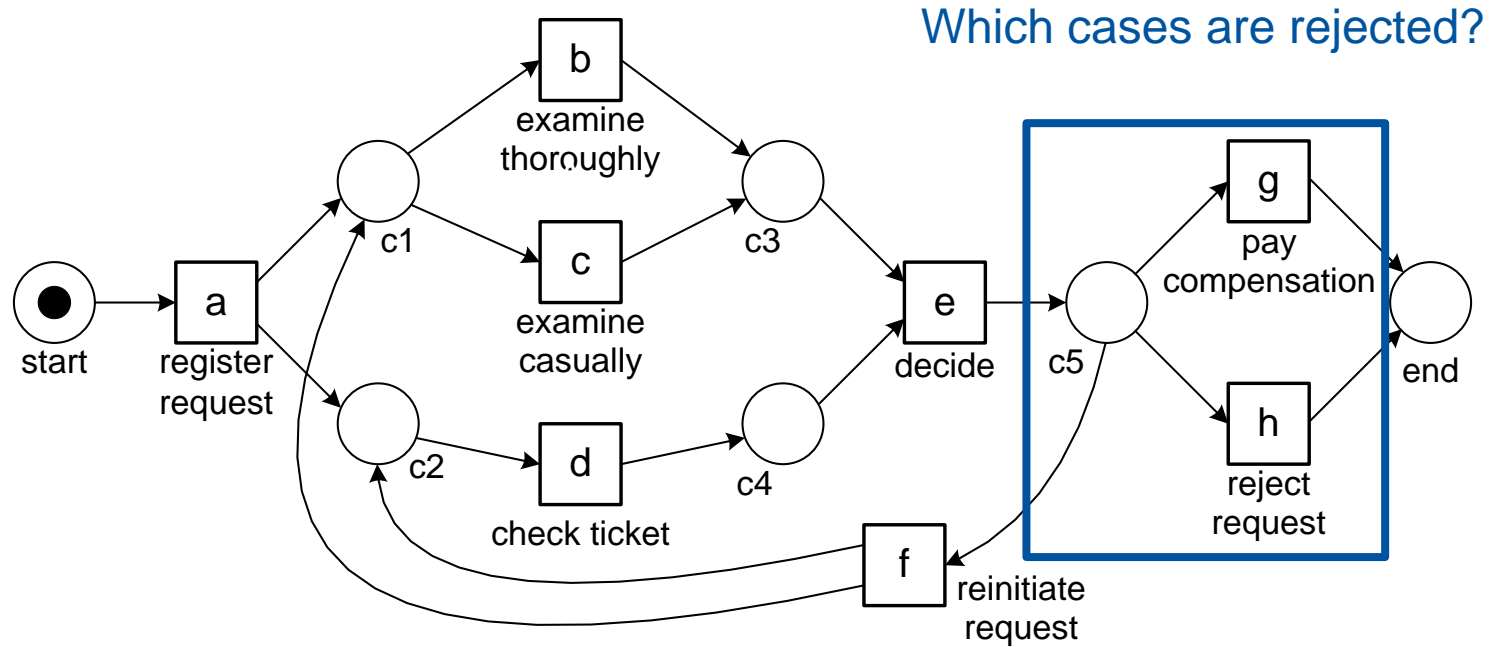 Which cases are rejected?
b
examine
thoroughly
c1
c
examine
casually
c3
start
a
register
request
c2
d
check ticket
c4
e
decide
c5
g
pay
compensation
h
reject
request
end
f
reinitiate
request